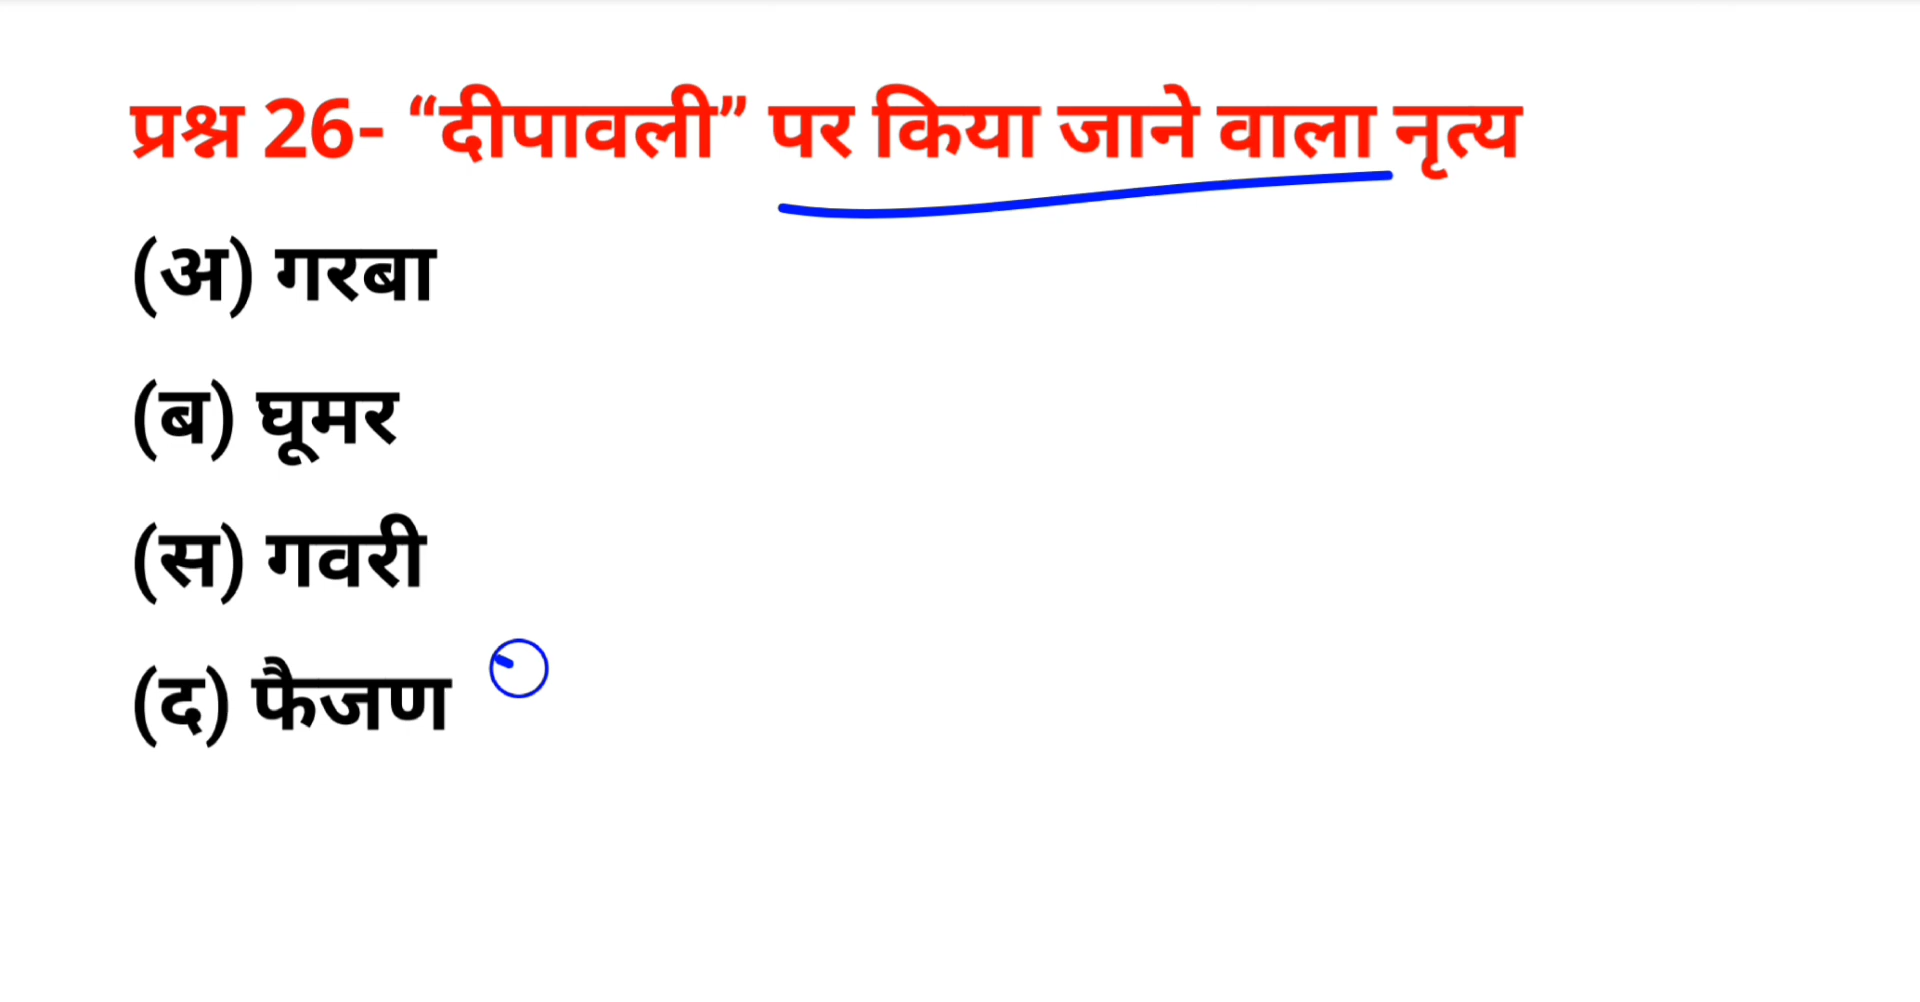 प्रश्न 26- “दीपावली” पर किया जाने वाला नृत्य
(अ) गरबा
(ब) घूमर
(स) गवरी
(द) फैजण